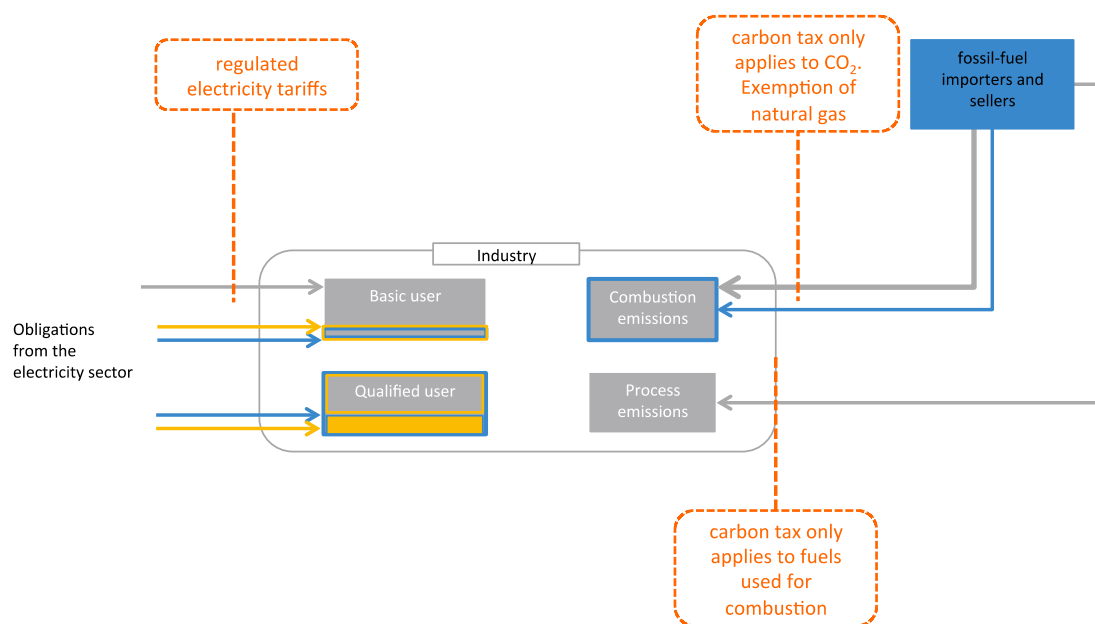 regulated
electricity tariffs
carbon tax only
applies to CO₂.
Exemption of
natural gas
fossil-fuel
importers and
sellers
Industry
Basic user
Combustion
emissions
Obligations
from the
electricity sector
Qualified user
Process
emissions
carbon tax only
applies to fuels
used for
combustion